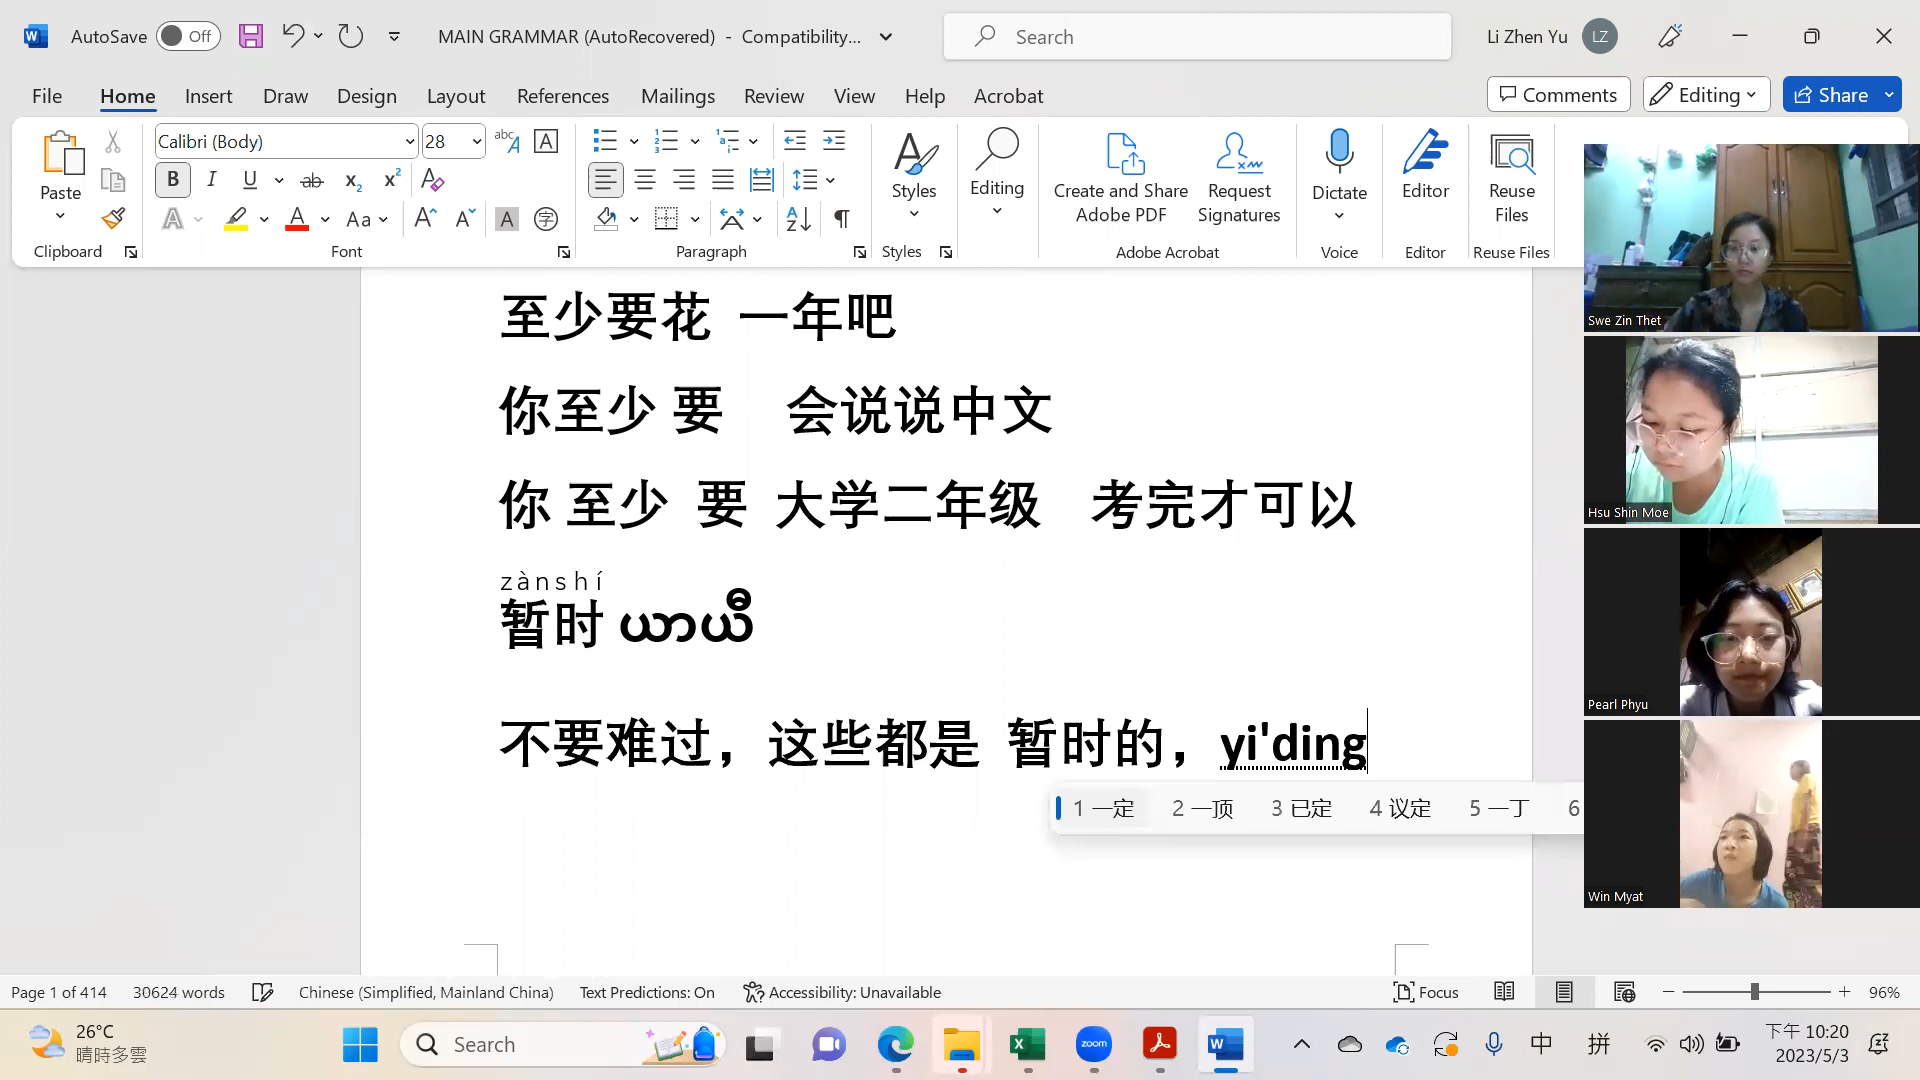 AutoSave Off MAIN GRAMMAR (AutoRecovered) - Compatibility... Search Li Zhen Yu LZ
File Home Insert Draw Design Layout References Mailings Review View Help Acrobat Comments Editing Share
Calibri (Body) 28
Paste Styles Editing Create and Share Adobe PDF Request Signatures Dictate Editor Reuse Files
Clipboard Font Paragraph Styles Adobe Acrobat Voice Editor Reuse Files
至少要花 一年吧
你至少 要 会说说中文
你 至少 要 大学二年级 考完才可以
zànshí
暂时 ယာယီ
不要难过，这些都是 暂时的，yi'ding
1 一定 2 一顶 3 已定 4 议定 5 一丁 6
Swe Zin Thet
Hsu Shin Moe
Pearl Phyu
Win Myat
Page 1 of 414 30624 words Chinese (Simplified, Mainland China) Text Predictions: On Accessibility: Unavailable Focus 96%
26°C
晴時多雲
Search
zoom
中 拼
下午 10:20
2023/5/3